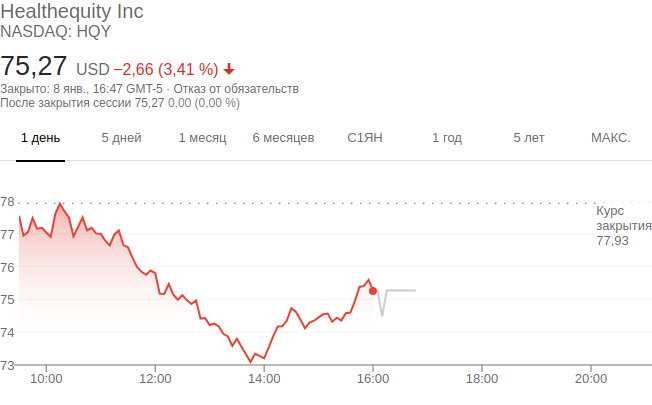 Healthequity Inc
NASDAQ: HQY
75,27 USD −2,66 (3,41 %)
Закрыто: 8 янв., 16:47 GMT-5 · Отказ от обязательств
После закрытия сессии 75,27 0,00 (0,00 %)
1 день 5 дней 1 месяц 6 месяцев С1ЯН 1 год 5 лет МАКС.
78
Курс
закрытия
77,93
77
76
75
74
73
10:00 12:00 14:00 16:00 18:00 20:00